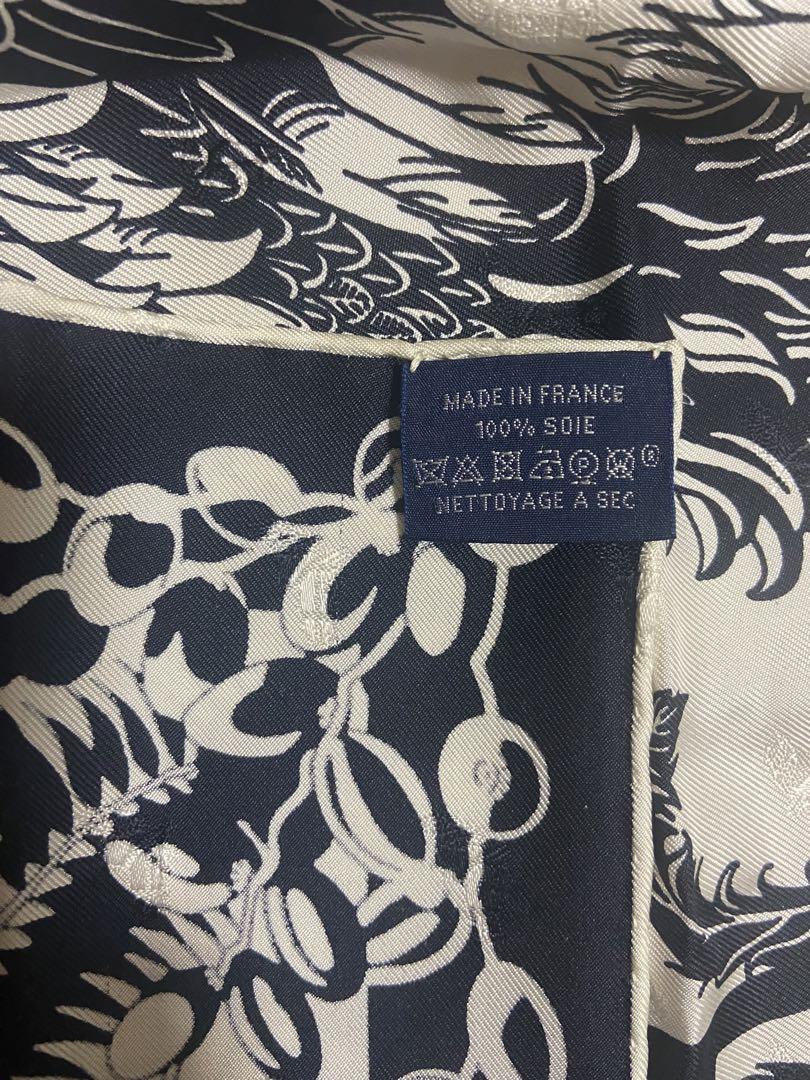 MADE IN FRANCE
100% SOIE
P W ®
NETTOYAGE A SEC